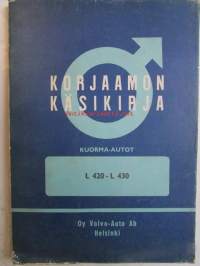 KORJAAMON
KÄSIKIRJA
KUORMA-AUTOT
L 420 - L 430
Oy Volvo-Auto Ab
Helsinki